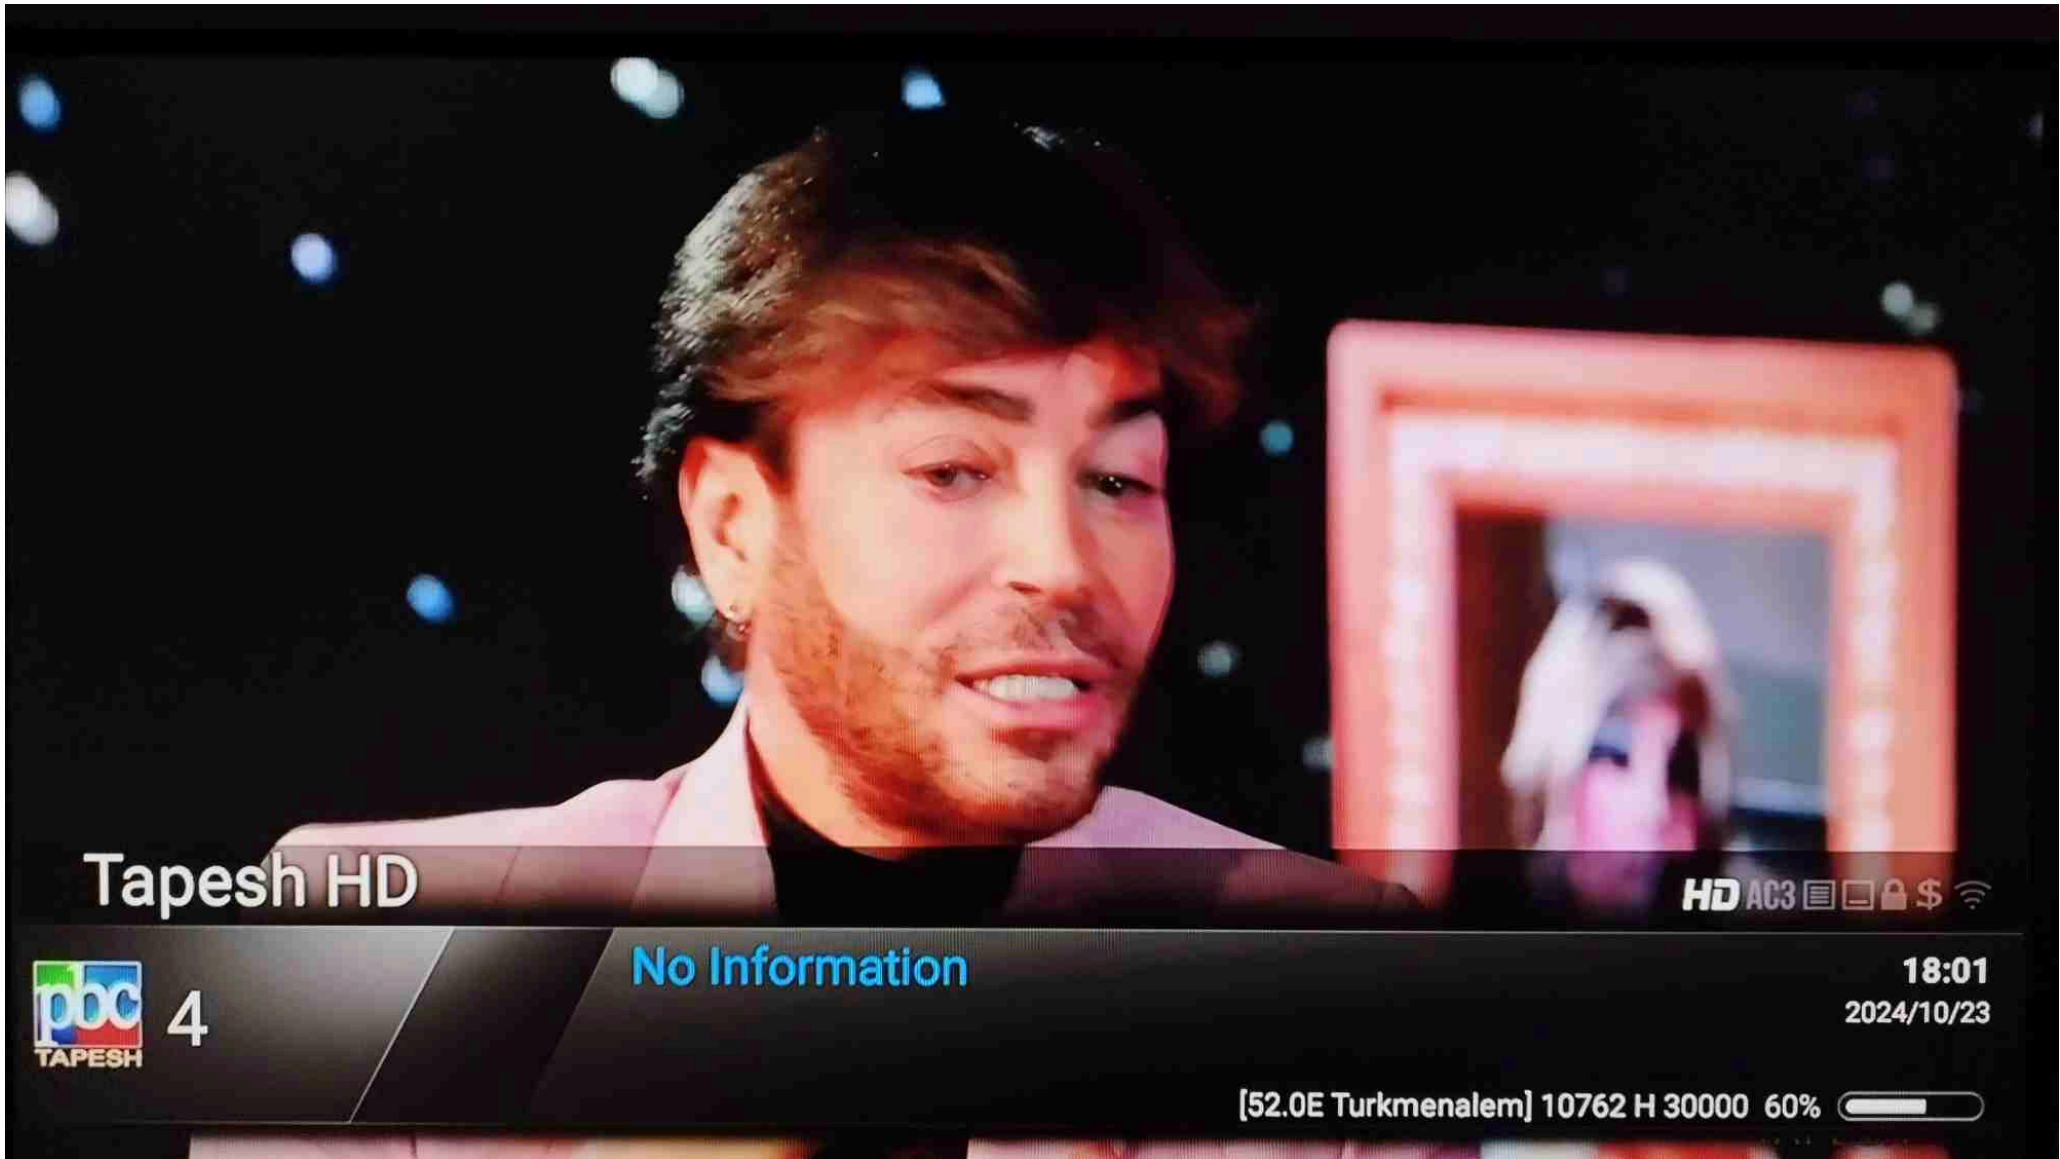 Tapesh HD
HD AC3 $
pbc
TAPESH
4
No Information
18:01
2024/10/23
[52.0E Turkmenalem] 10762 H 30000 60%